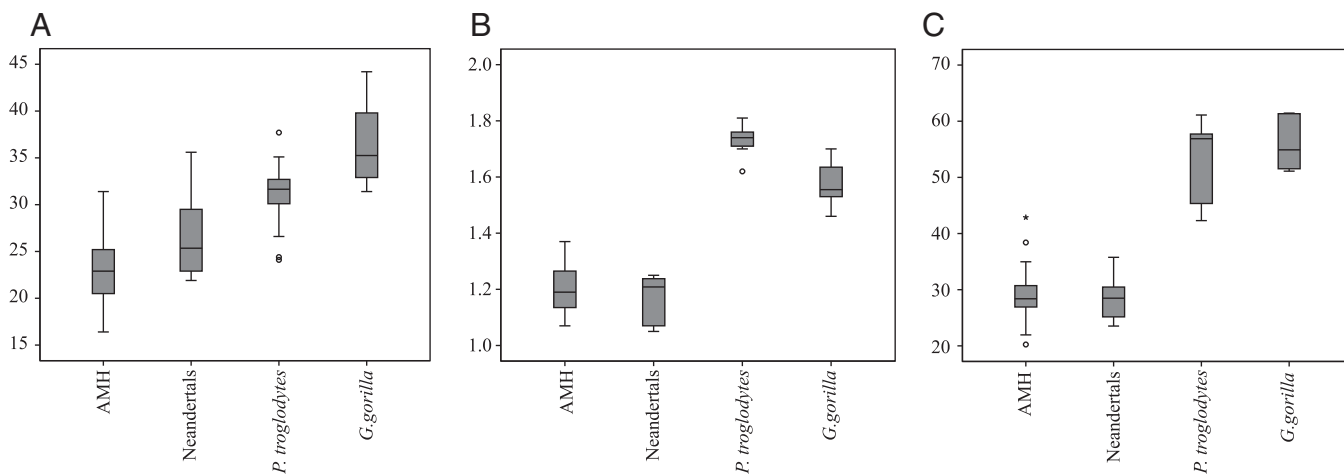 A
45
40
35
30
25
20
15
AMH
Neandertals
P. troglodytes
G.gorilla
B
2.0
1.8
1.6
1.4
1.2
1.0
AMH
Neandertals
P. troglodytes
G.gorilla
C
70
60
50
40
30
20
AMH
Neandertals
P. troglodytes
G.gorilla